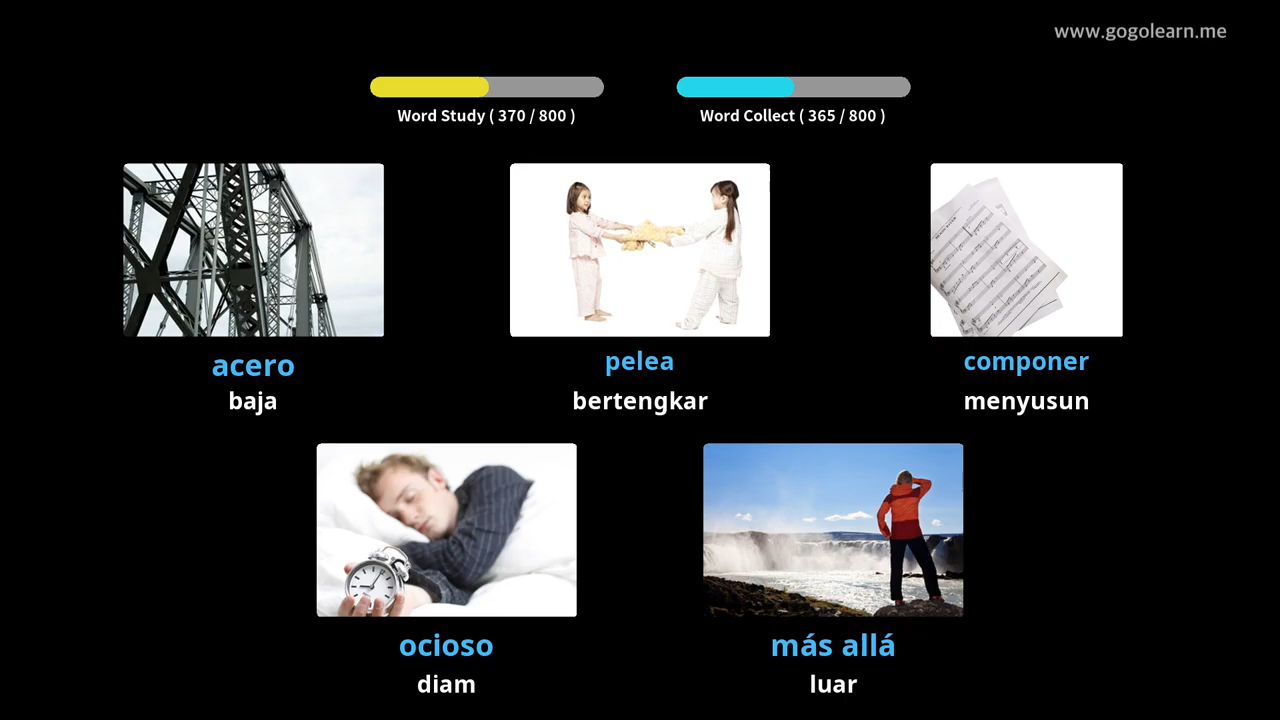 www.gogolearn.me
Word Study ( 370 / 800 )
Word Collect ( 365 / 800 )
acero
baja
pelea
bertengkar
componer
menyusun
ocioso
diam
más allá
luar